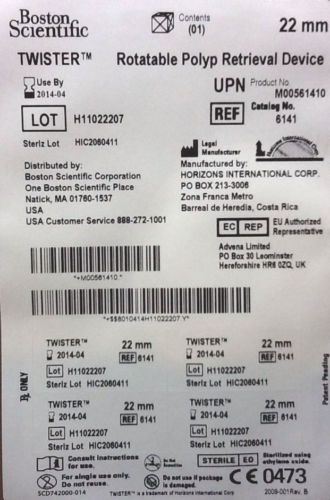 Boston
Scientific
Contents
(01)
22 mm
TWISTER™ Rotatable Polyp Retrieval Device
Use By
2014-04
UPN Product No
M00561410
LOT H11022207
REF Catalog No.
6141
Steriz Lot HIC2060411
Legal
Manufacturer
Distributed by:
Boston Scientific Corporation
One Boston Scientific Place
Natick, MA 01760-1537
USA
USA Customer Service 888-272-1001
Manufactured by:
HORIZONS INTERNATIONAL CORP.
PO BOX 213-3006
Zona Franca Metro
Barreal de Heredia, Costa Rica
EC REP EU Authorized
Representative
Advena Limited
PO Box 30 Leominster
Herefordshire HR6 0ZQ, UK
*+M00561410.*
*+$$8010414H11022207.Y*
TWISTER™ 22 mm
2014-04 REF 6141
Lot H11022207
Steriz Lot HIC2060411
TWISTER™ 22 mm
2014-04 REF 6141
Lot H11022207
Steriz Lot HIC2060411
TWISTER™ 22 mm
2014-04 REF 6141
Lot H11022207
Steriz Lot HIC2060411
TWISTER™ 22 mm
2014-04 REF 6141
Lot H11022207
Steriz Lot HIC2060411
Patent Pending
℞ ONLY
Consult instructions
for use.
STERILE EO Sterilized using
ethylene oxide.
For single use only.
Do not reuse.
Do not use if package
is damaged.
CE 0473
SCD742000-014
TWISTER™ is a trademark of Horizons International Corp.
2009-001Rev. B